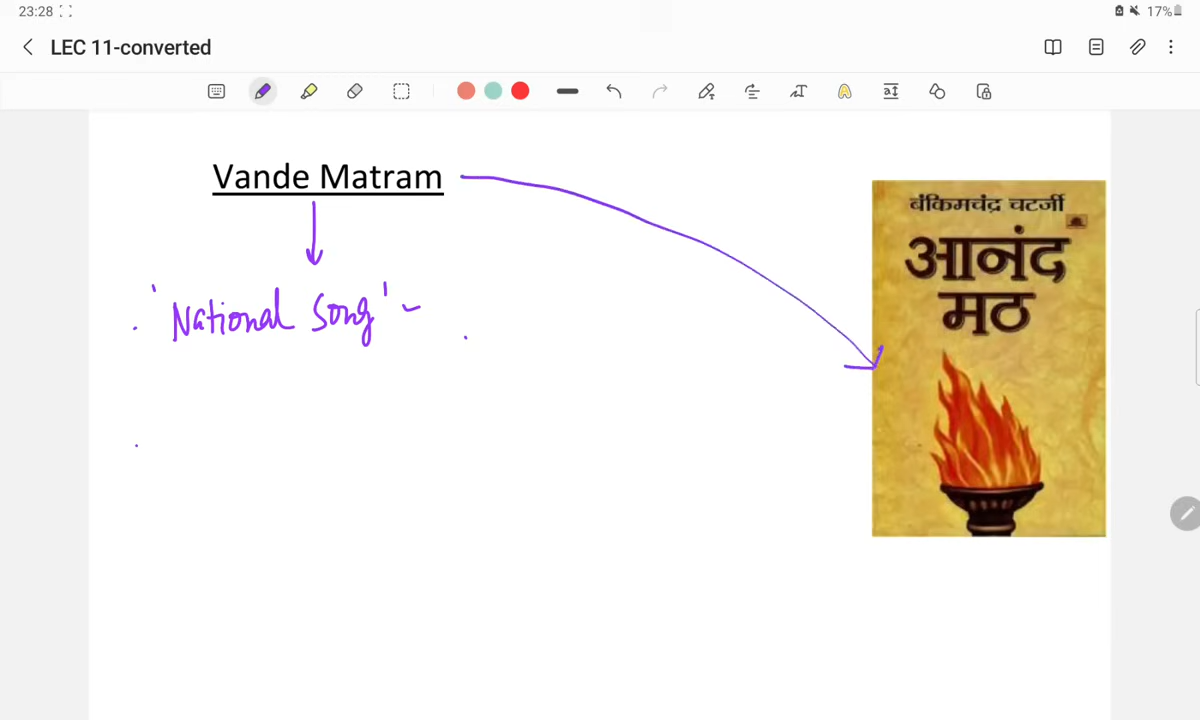 23:28
17%
LEC 11-converted
Vande Matram
'National Song' -
बंकिमचंद्र चटर्जी
आनंद
मठ